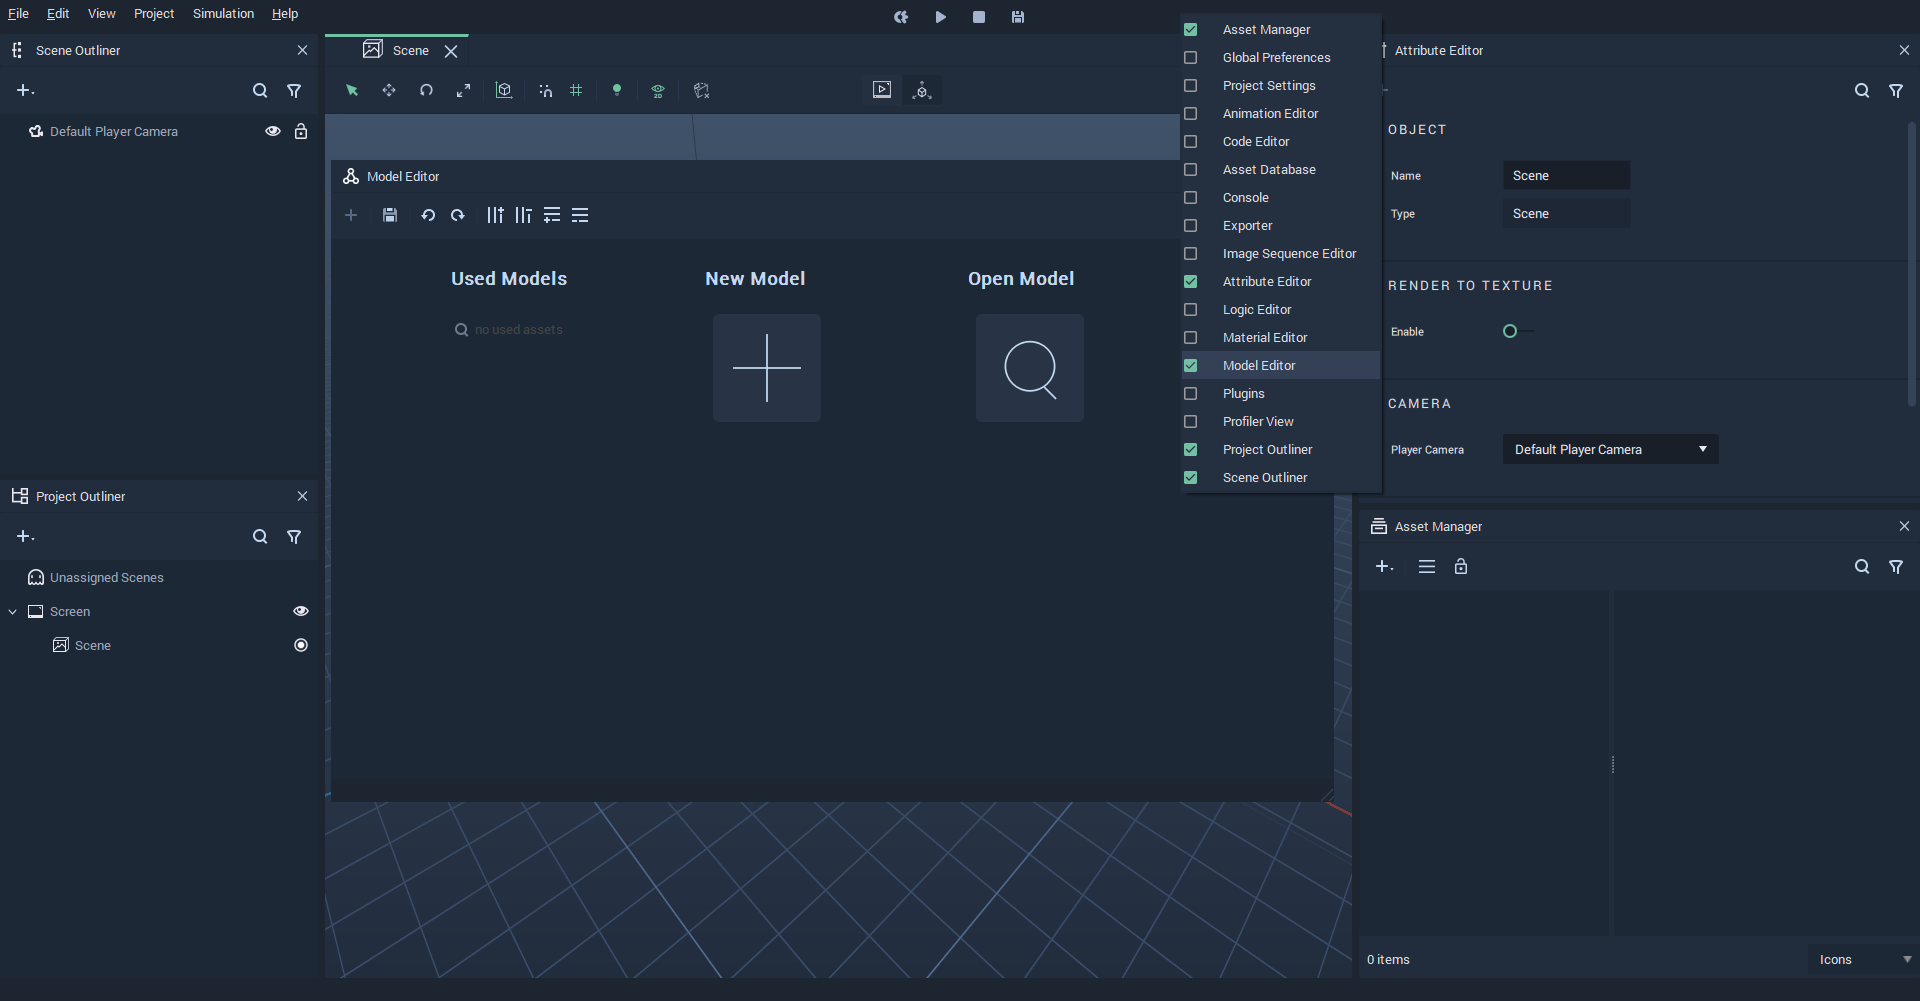 File Edit View Project Simulation Help
Scene Outliner
Default Player Camera
Project Outliner
Unassigned Scenes
Screen
Scene
Scene
2D
Model Editor
Used Models
no used assets
New Model
Open Model
Asset Manager
Global Preferences
Project Settings
Animation Editor
Code Editor
Asset Database
Console
Exporter
Image Sequence Editor
Attribute Editor
Logic Editor
Material Editor
Model Editor
Plugins
Profiler View
Project Outliner
Scene Outliner
Attribute Editor
OBJECT
Name Scene
Type Scene
RENDER TO TEXTURE
Enable
CAMERA
Player Camera Default Player Camera
Asset Manager
0 items Icons